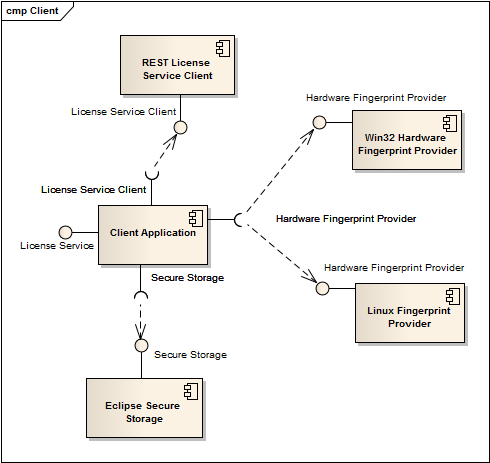 cmp Client
REST License
Service Client
License Service Client
Hardware Fingerprint Provider
Win32 Hardware
Fingerprint Provider
License Service Client
Client Application
Hardware Fingerprint Provider
License Service
Secure Storage
Hardware Fingerprint Provider
Linux Fingerprint
Provider
Secure Storage
Eclipse Secure
Storage